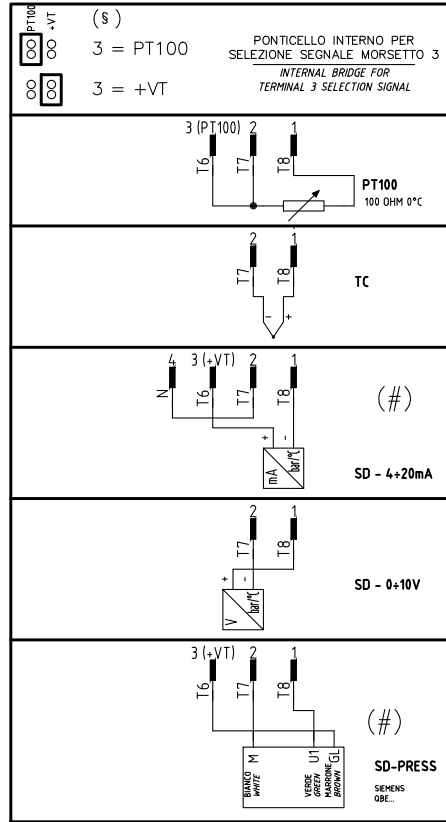 PT100
+VT
(§)
3 = PT100
3 = +VT
PONTICELLO INTERNO PER
SELEZIONE SEGNALE MORSETTO 3
INTERNAL BRIDGE FOR
TERMINAL 3 SELECTION SIGNAL
3 (PT100) 2 1
T6 T7 T8
PT100
100 OHM 0°C
2 1
T7 T8
- +
TC
4 3 (+VT) 2 1
N T6 T7 T8
(#)
+ -
mA bar/°C
SD - 4÷20mA
2 1
T7 T8
+ -
V bar/°C
SD - 0÷10V
3 (+VT) 2 1
T6 T7 T8
(#)
M U1 GL
BIANCO
WHITE
VERDE
GREEN
MARRONE
BROWN
SD-PRESS
SIEMENS
QBE...